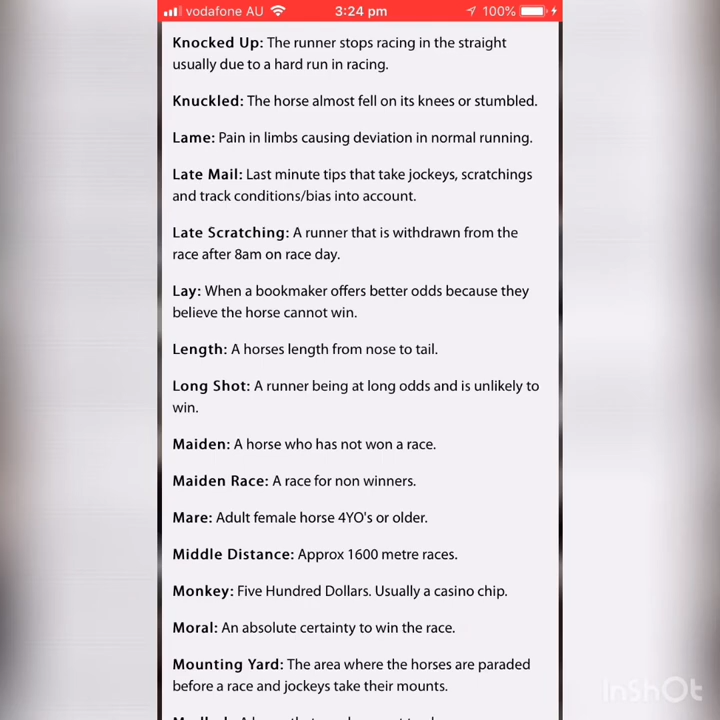 vodafone AU 3:24 pm 100%
Knocked Up: The runner stops racing in the straight
usually due to a hard run in racing.
Knuckled: The horse almost fell on its knees or stumbled.
Lame: Pain in limbs causing deviation in normal running.
Late Mail: Last minute tips that take jockeys, scratchings
and track conditions/bias into account.
Late Scratching: A runner that is withdrawn from the
race after 8am on race day.
Lay: When a bookmaker offers better odds because they
believe the horse cannot win.
Length: A horses length from nose to tail.
Long Shot: A runner being at long odds and is unlikely to
win.
Maiden: A horse who has not won a race.
Maiden Race: A race for non winners.
Mare: Adult female horse 4YO's or older.
Middle Distance: Approx 1600 metre races.
Monkey: Five Hundred Dollars. Usually a casino chip.
Moral: An absolute certainty to win the race.
Mounting Yard: The area where the horses are paraded
before a race and jockeys take their mounts.
InShOt